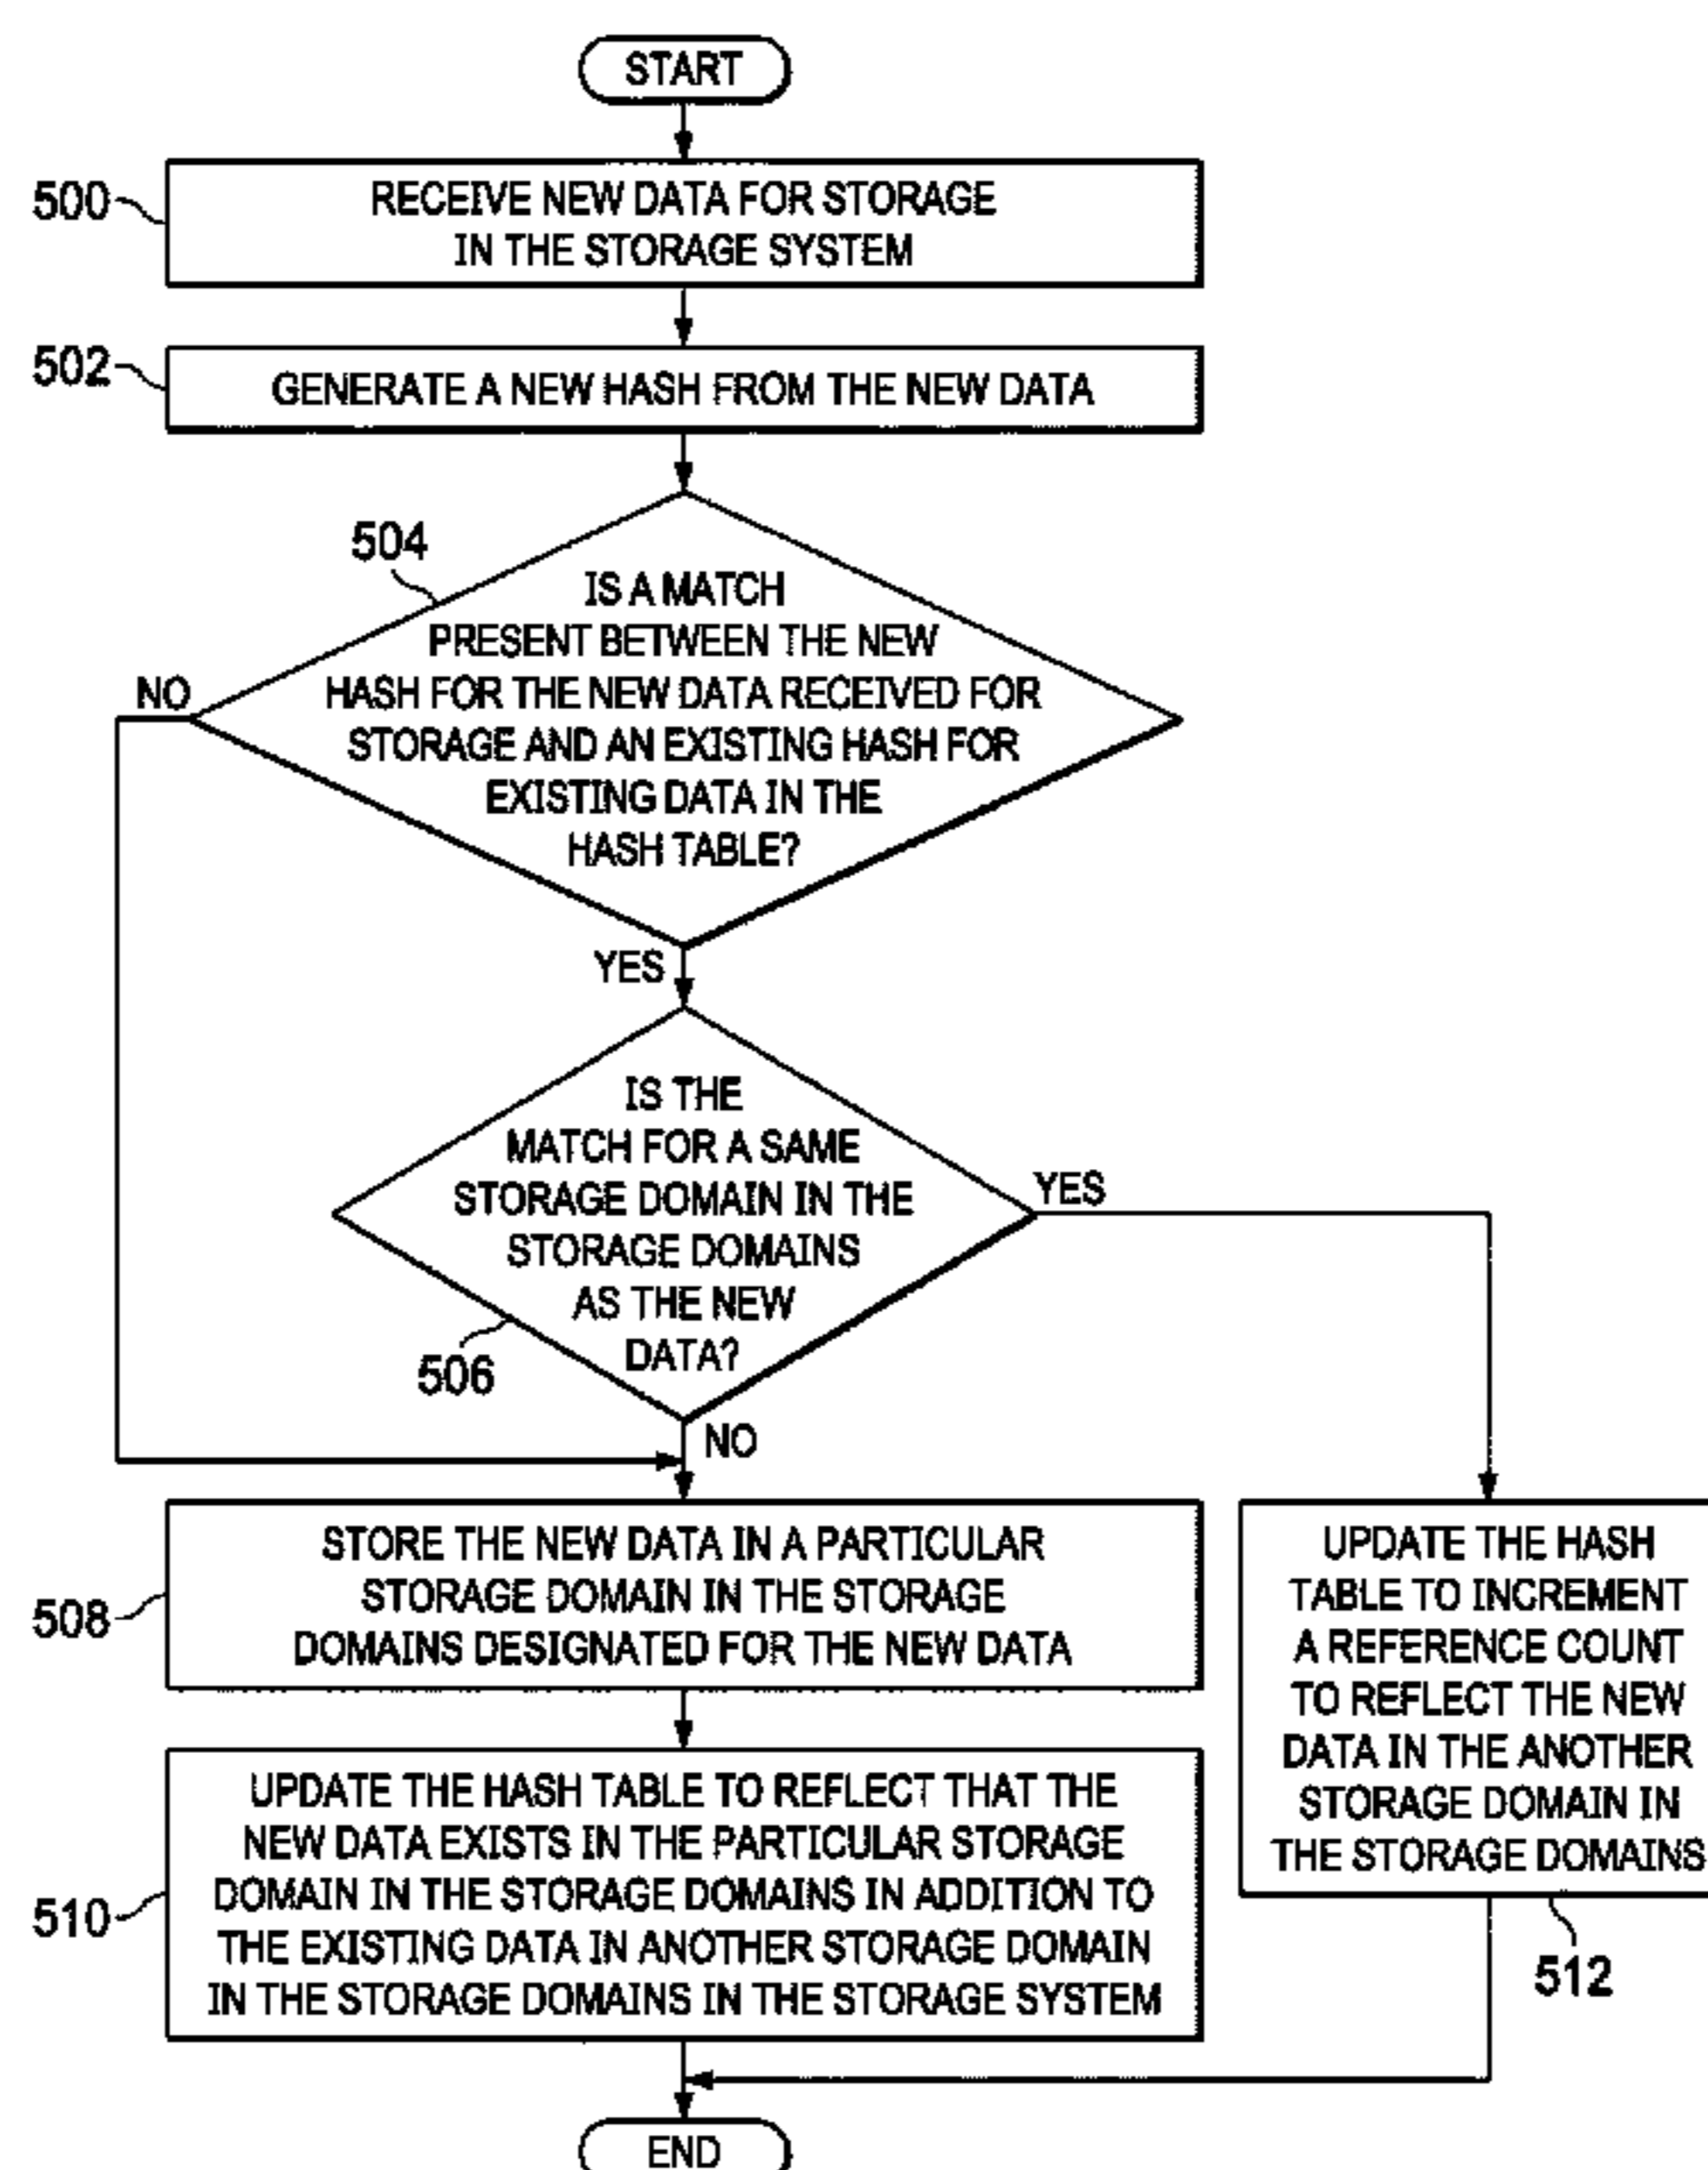 START
500
RECEIVE NEW DATA FOR STORAGE
IN THE STORAGE SYSTEM
502
GENERATE A NEW HASH FROM THE NEW DATA
504
IS A MATCH
PRESENT BETWEEN THE NEW
HASH FOR THE NEW DATA RECEIVED FOR
STORAGE AND AN EXISTING HASH FOR
EXISTING DATA IN THE
HASH TABLE?
NO
YES
IS THE
MATCH FOR A SAME
STORAGE DOMAIN IN THE
STORAGE DOMAINS
AS THE NEW
DATA?
YES
506
NO
508
STORE THE NEW DATA IN A PARTICULAR
STORAGE DOMAIN IN THE STORAGE
DOMAINS DESIGNATED FOR THE NEW DATA
510
UPDATE THE HASH TABLE TO REFLECT THAT THE
NEW DATA EXISTS IN THE PARTICULAR STORAGE
DOMAIN IN THE STORAGE DOMAINS IN ADDITION TO
THE EXISTING DATA IN ANOTHER STORAGE DOMAIN
IN THE STORAGE DOMAINS IN THE STORAGE SYSTEM
UPDATE THE HASH
TABLE TO INCREMENT
A REFERENCE COUNT
TO REFLECT THE NEW
DATA IN THE ANOTHER
STORAGE DOMAIN IN
THE STORAGE DOMAINS
512
END